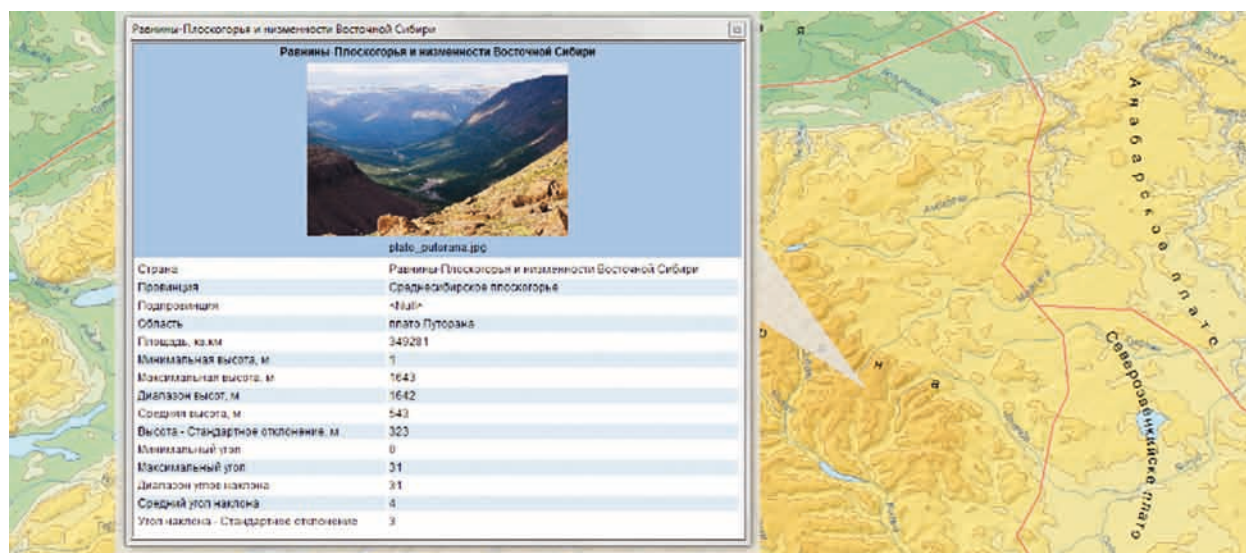 Равнины-Плоскогорья и низменности Восточной Сибири
Равнины-Плоскогорья и низменности Восточной Сибири
plato_putorana.jpg
Страна Равнины-Плоскогорья и низменности Восточной Сибири
Провинция Среднесибирское плоскогорье
Подпровинция <Null>
Область плато Путорана
Площадь, кв.км 349281
Минимальная высота, м 1
Максимальная высота, м 1643
Диапазон высот, м 1642
Средняя высота, м 543
Высота - Стандартное отклонение, м 323
Минимальный угол 0
Максимальный угол 31
Диапазон углов наклона 31
Средний угол наклона 4
Угол наклона - Стандартное отклонение 3
я
н а
Анабарское плато
Северозвенкийске плато